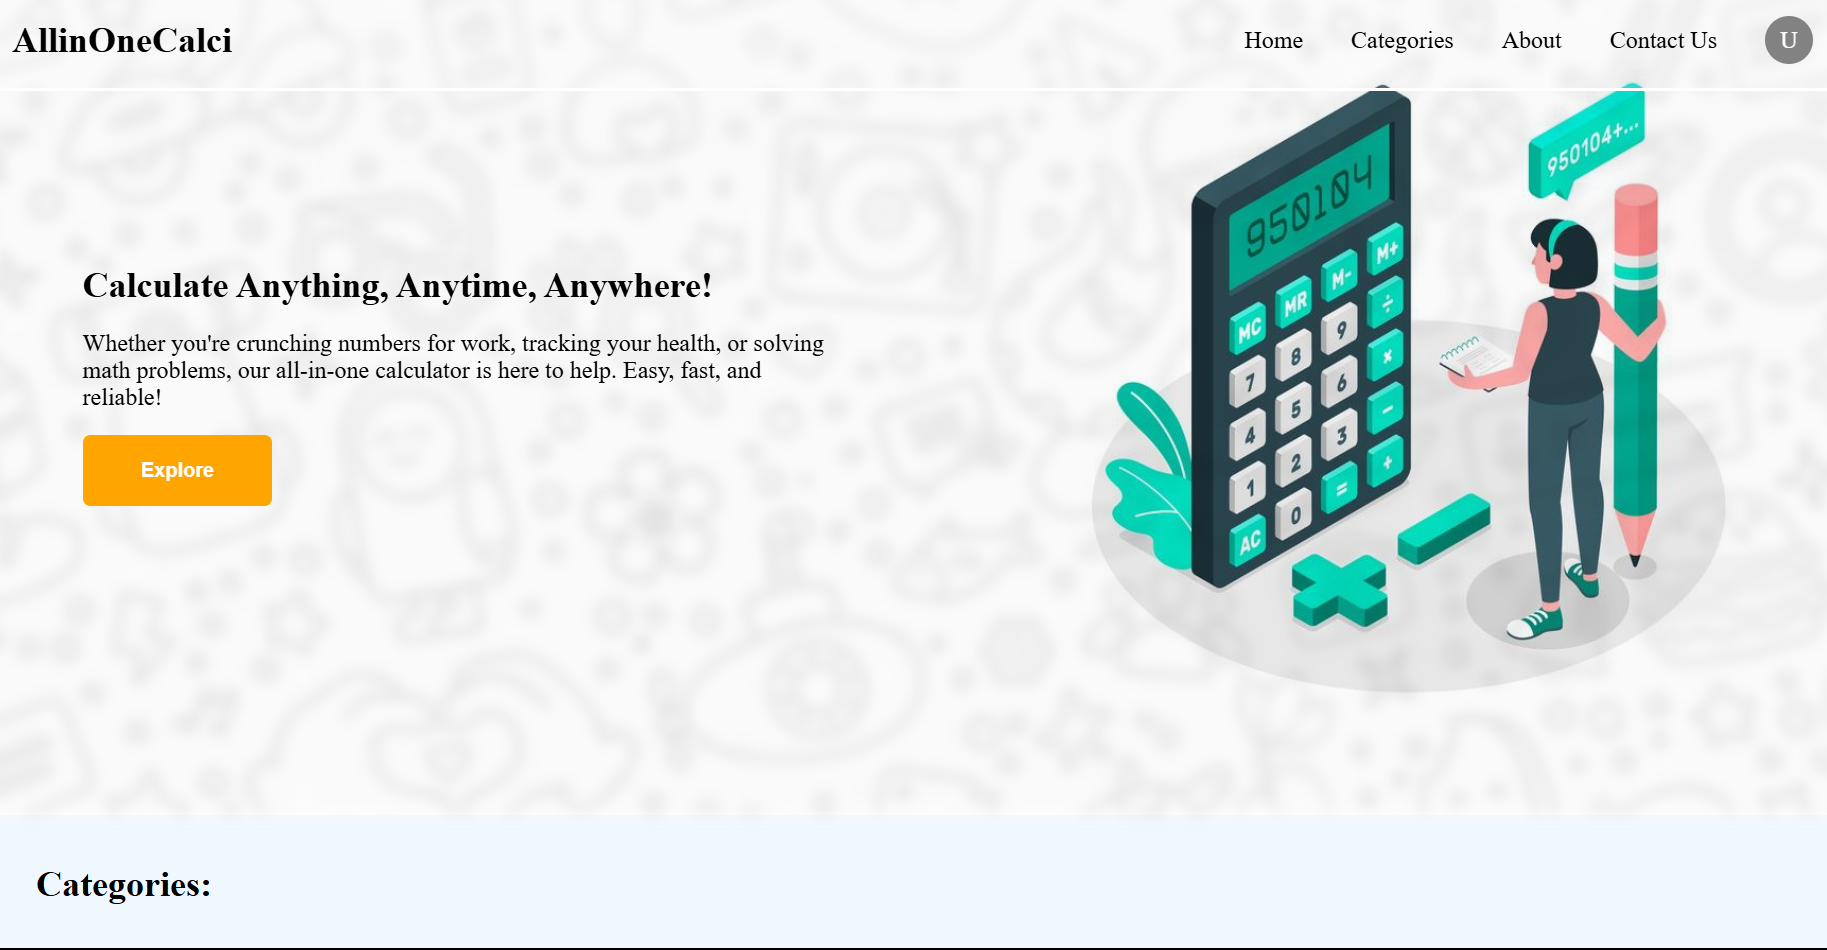 AllinOneCalci
Home
Categories
About
Contact Us
U
950104+...
950104
Calculate Anything, Anytime, Anywhere!
Whether you're crunching numbers for work, tracking your health, or solving
math problems, our all-in-one calculator is here to help. Easy, fast, and
reliable!
Explore
MC
MR
M-
M+
7
8
9
÷
4
5
6
×
1
2
3
-
AC
0
=
+
Categories: